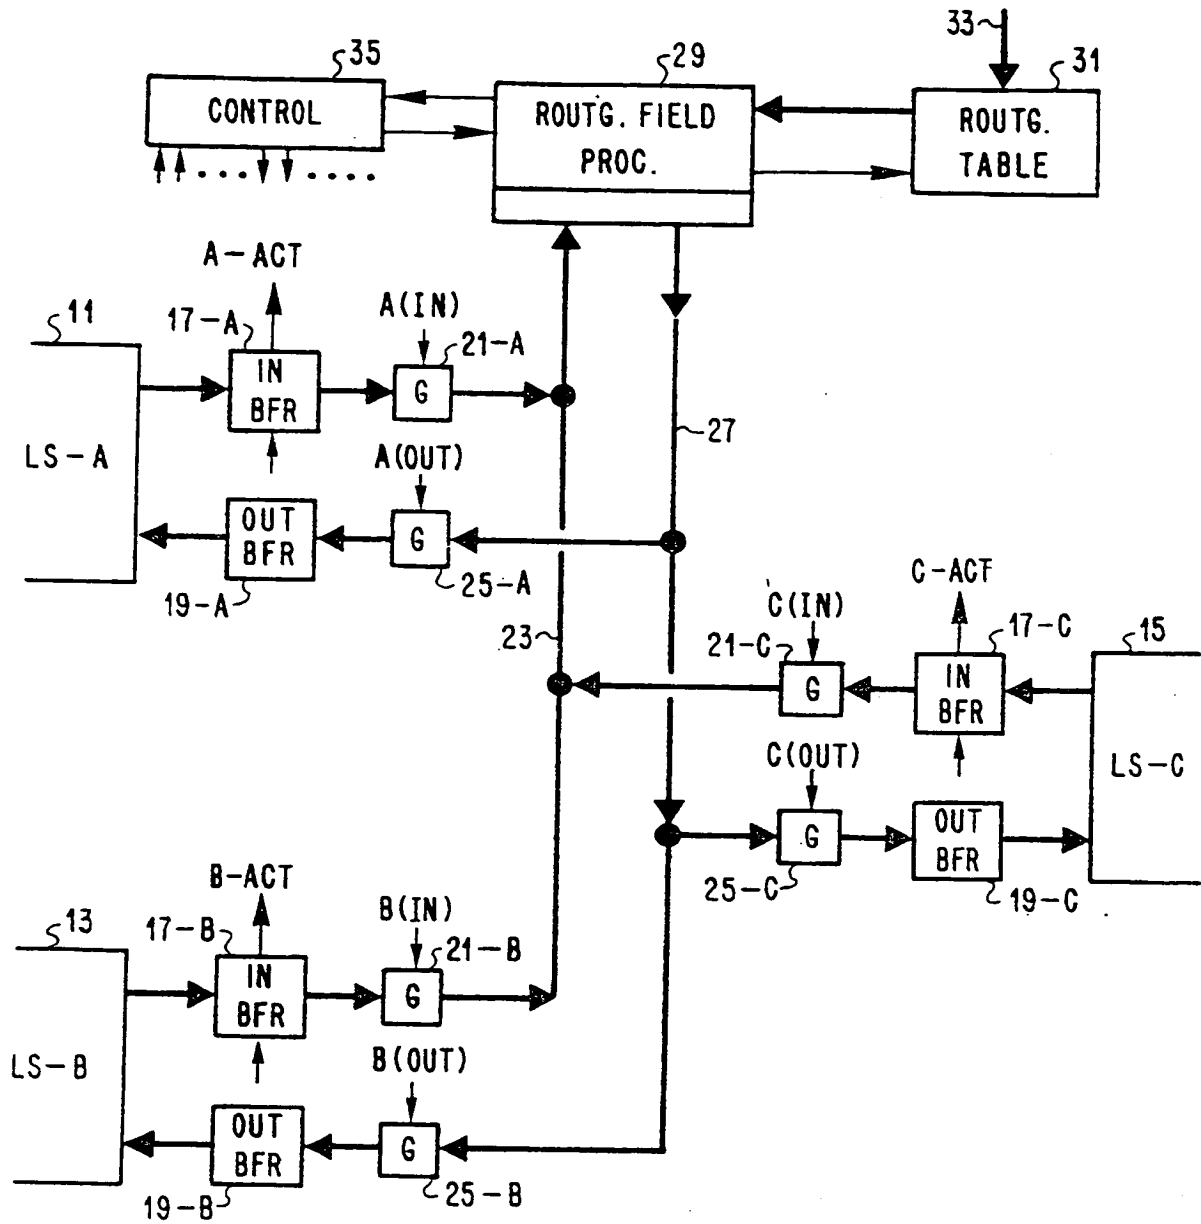 33
35
29
31
CONTROL
ROUTG. FIELD
PROC.
ROUTG.
TABLE
A-ACT
11
17-A
A(IN)
21-A
IN
BFR
G
27
LS-A
A(OUT)
OUT
BFR
G
19-A
25-A
C-ACT
C(IN)
23
21-C
17-C
15
G
IN
BFR
C(OUT)
LS-C
G
OUT
BFR
25-C
19-C
B-ACT
13
17-B
B(IN)
21-B
IN
BFR
G
LS-B
B(OUT)
OUT
BFR
G
19-B
25-B